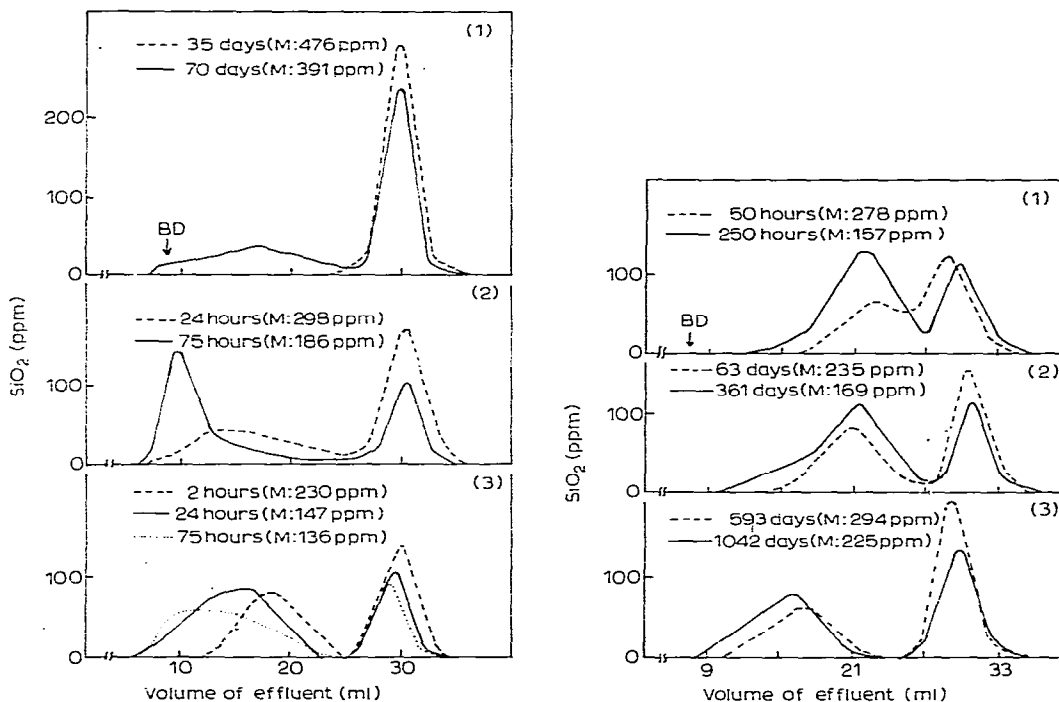 (1)
35 days(M:476 ppm)
70 days(M:391 ppm)
200
100
BD
0
(2)
24 hours(M:298 ppm)
75 hours(M:186 ppm)
100
0
(3)
2 hours(M:230 ppm)
24 hours(M:147 ppm)
75 hours(M:136 ppm)
100
0
10
20
30
SiO₂ (ppm)
Volume of effluent (ml)
(1)
50 hours(M:278 ppm)
250 hours(M:157 ppm)
100
BD
0
(2)
63 days(M:235 ppm)
361 days(M:169 ppm)
100
0
(3)
593 days(M:294 ppm)
1042 days(M:225 ppm)
100
0
9
21
33
SiO₂ (ppm)
Volume of effluent (ml)